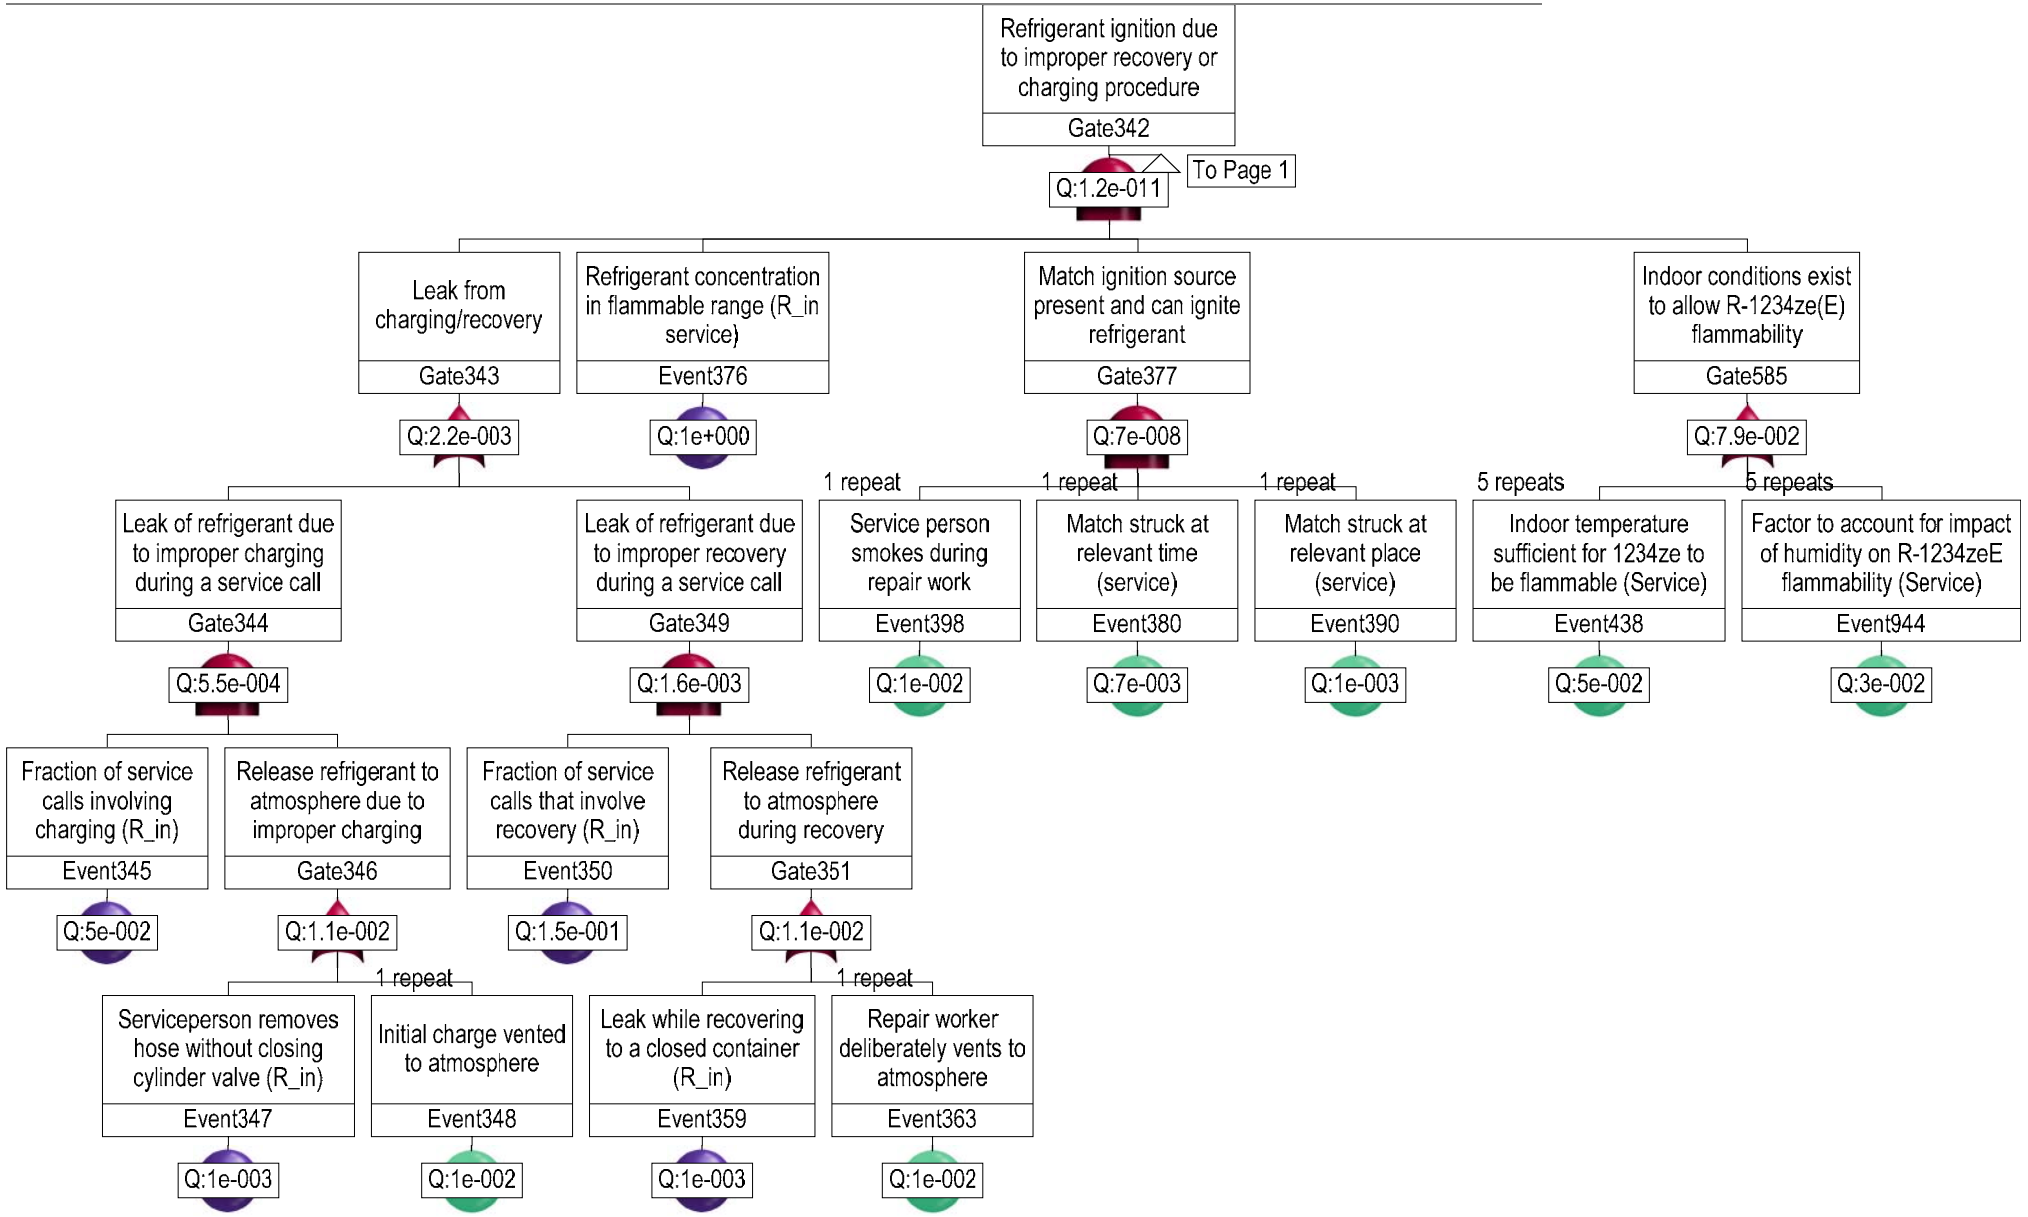 Refrigerant ignition due
to improper recovery or
charging procedure
Gate342
To Page 1
Q:1.2e-011
Leak from
charging/recovery
Gate343
Q:2.2e-003
Refrigerant concentration
in flammable range (R_in
service)
Event376
Q:1e+000
Match ignition source
present and can ignite
refrigerant
Gate377
Q:7e-008
Indoor conditions exist
to allow R-1234ze(E)
flammability
Gate585
Q:7.9e-002
Leak of refrigerant due
to improper charging
during a service call
Gate344
Q:5.5e-004
Leak of refrigerant due
to improper recovery
during a service call
Gate349
Q:1.6e-003
1 repeat
Service person
smokes during
repair work
Event398
Q:1e-002
1 repeat
Match struck at
relevant time
(service)
Event380
Q:7e-003
1 repeat
Match struck at
relevant place
(service)
Event390
Q:1e-003
5 repeats
Indoor temperature
sufficient for 1234ze to
be flammable (Service)
Event438
Q:5e-002
5 repeats
Factor to account for impact
of humidity on R-1234zeE
flammability (Service)
Event944
Q:3e-002
Fraction of service
calls involving
charging (R_in)
Event345
Q:5e-002
Release refrigerant to
atmosphere due to
improper charging
Gate346
Q:1.1e-002
Fraction of service
calls that involve
recovery (R_in)
Event350
Q:1.5e-001
Release refrigerant
to atmosphere
during recovery
Gate351
Q:1.1e-002
Serviceperson removes
hose without closing
cylinder valve (R_in)
Event347
Q:1e-003
1 repeat
Initial charge vented
to atmosphere
Event348
Q:1e-002
Leak while recovering
to a closed container
(R_in)
Event359
Q:1e-003
1 repeat
Repair worker
deliberately vents to
atmosphere
Event363
Q:1e-002